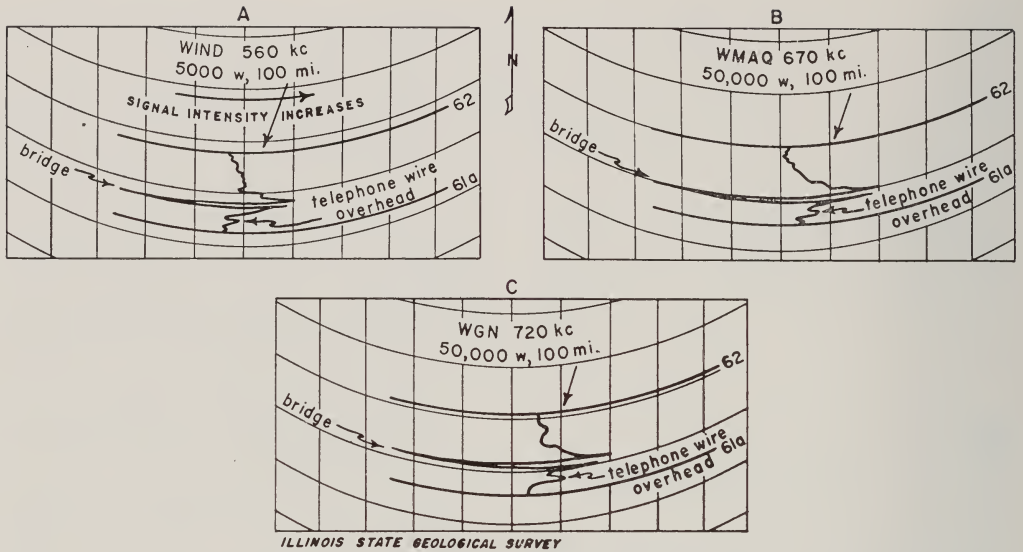 A
WIND 560 kc
5000 w, 100 mi.
SIGNAL INTENSITY INCREASES
62
bridge
telephone wire
overhead
61a
N
B
WMAQ 670 kc
50,000 w, 100 mi.
62
bridge
telephone wire
overhead
61a
C
WGN 720 kc
50,000 w, 100 mi.
62
bridge
telephone wire
overhead
61a
ILLINOIS STATE GEOLOGICAL SURVEY